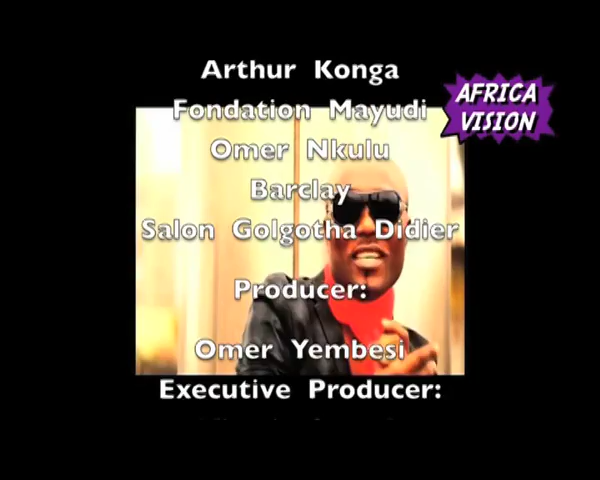 Arthur Konga
AFRICA
VISION
Fondation Mayudi
Omer Nkulu
Barclay
Salon Golgotha Didier
Producer:
Omer Yembesi
Executive Producer: